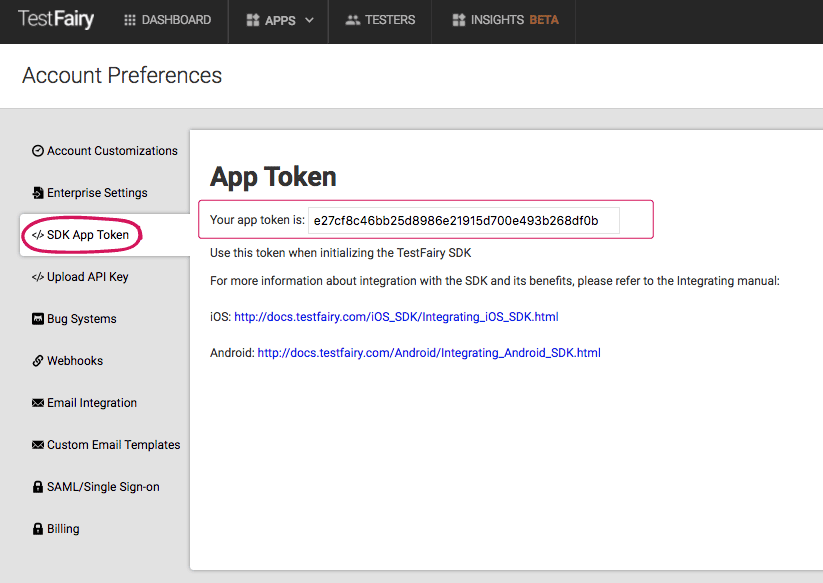 TestFairy DASHBOARD APPS TESTERS INSIGHTS BETA
Account Preferences
Account Customizations
Enterprise Settings
SDK App Token
Upload API Key
Bug Systems
Webhooks
Email Integration
Custom Email Templates
SAML/Single Sign-on
Billing
App Token
Your app token is: e27cf8c46bb25d8986e21915d700e493b268df0b
Use this token when initializing the TestFairy SDK
For more information about integration with the SDK and its benefits, please refer to the Integrating manual:
iOS: http://docs.testfairy.com/iOS_SDK/Integrating_iOS_SDK.html
Android: http://docs.testfairy.com/Android/Integrating_Android_SDK.html